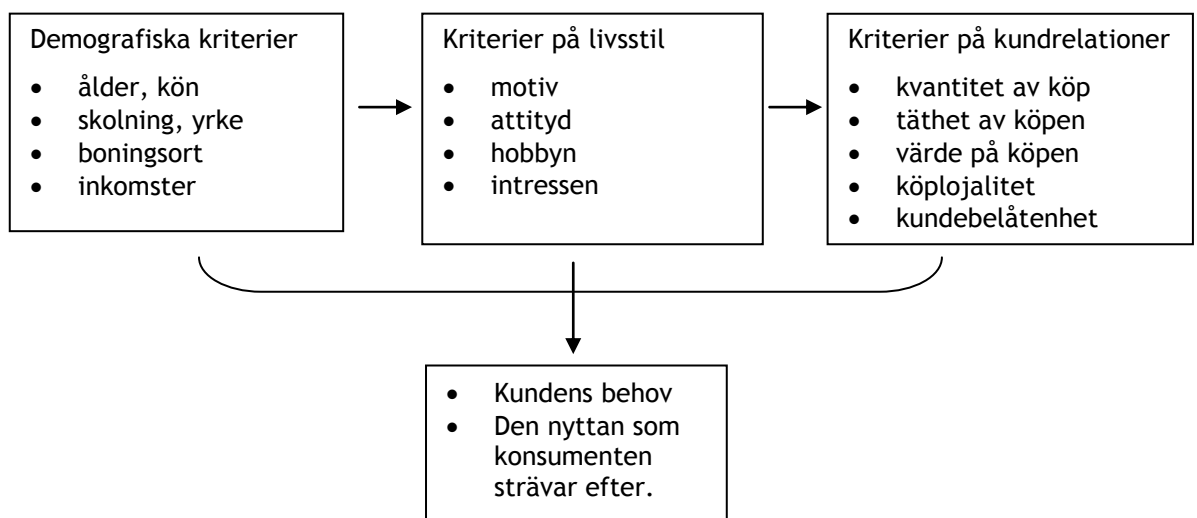 Demografiska kriterier
• ålder, kön
• skolning, yrke
• boningsort
• inkomster
Kriterier på livsstil
• motiv
• attityd
• hobbyn
• intressen
Kriterier på kundrelationer
• kvantitet av köp
• täthet av köpen
• värde på köpen
• köplojalitet
• kundebelåtenhet
• Kundens behov
• Den nyttan som
konsumenten
strävar efter.